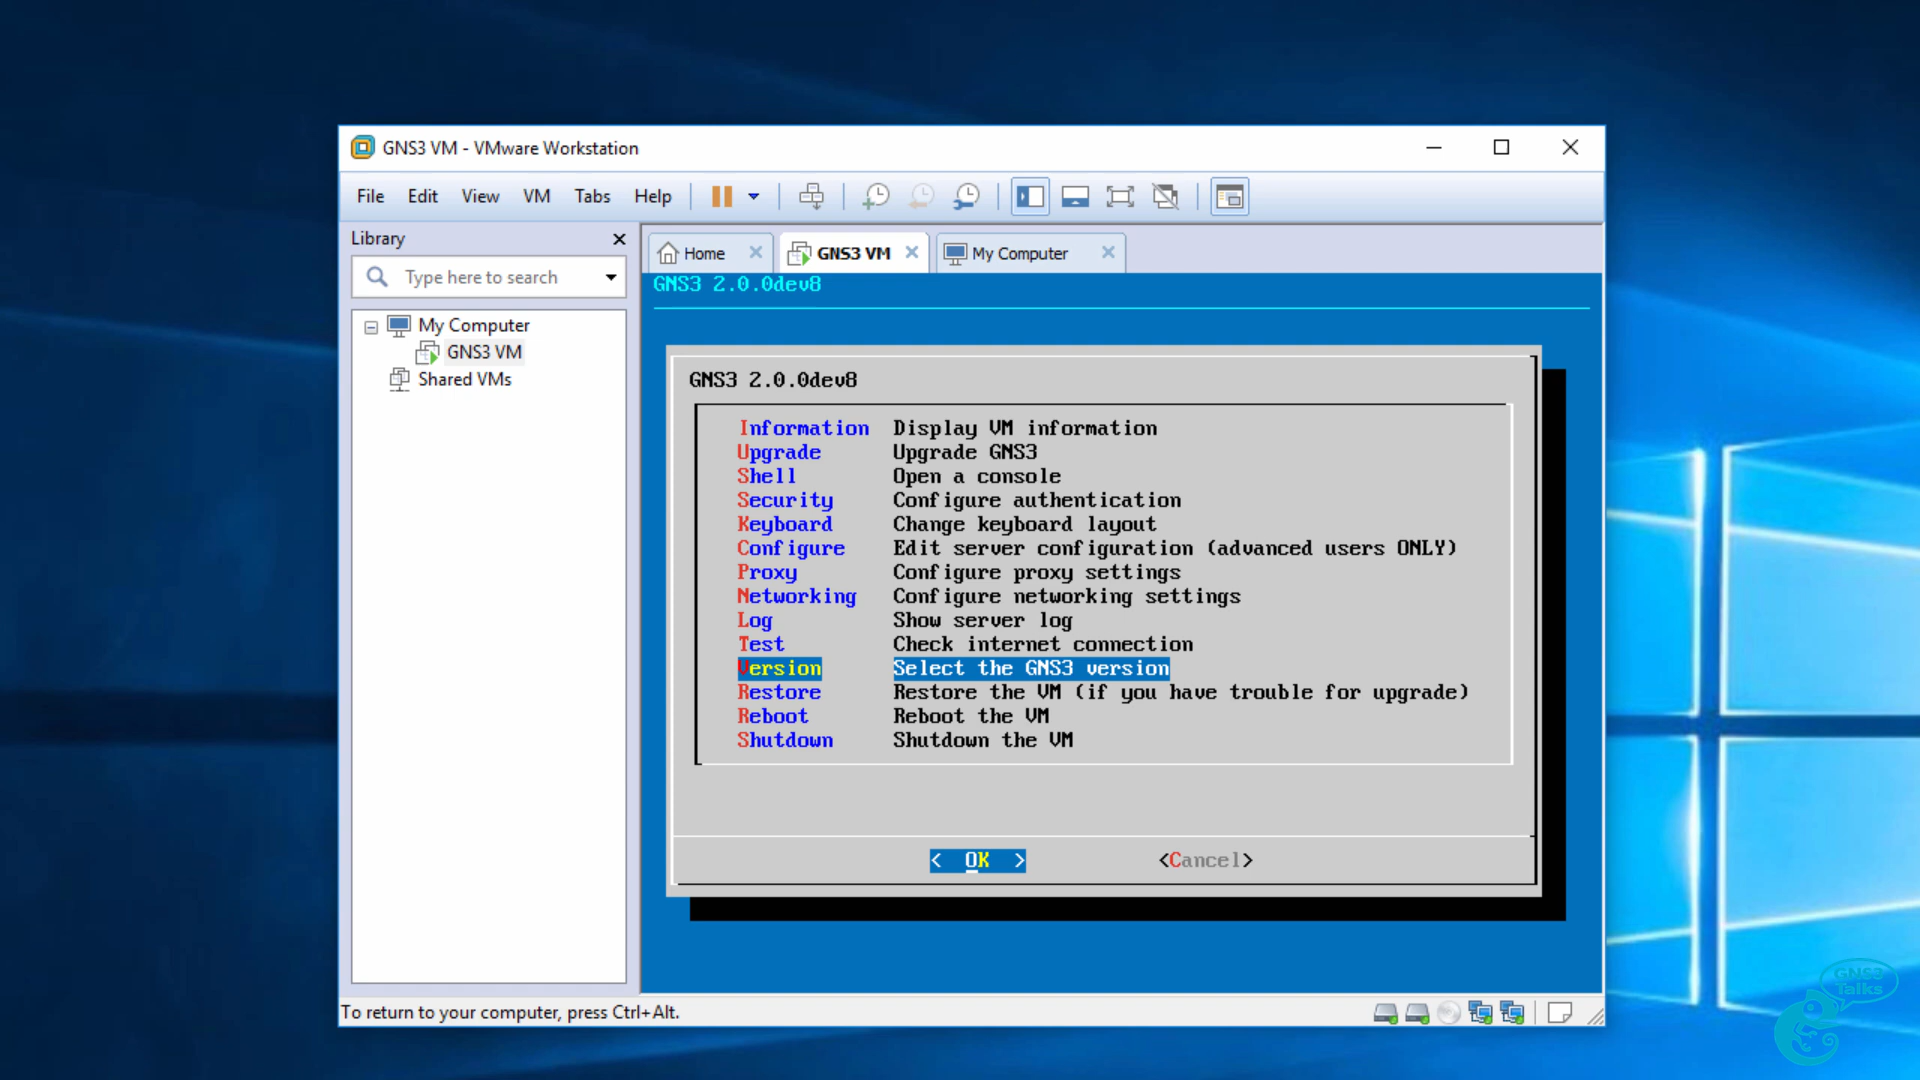 GNS3 VM - VMware Workstation
File Edit View VM Tabs Help
Library
Type here to search
My Computer
GNS3 VM
Shared VMs
Home GNS3 VM My Computer
GNS3 2.0.0dev8
GNS3 2.0.0dev8
Information Display VM information
Upgrade Upgrade GNS3
Shell Open a console
Security Configure authentication
Keyboard Change keyboard layout
Configure Edit server configuration (advanced users ONLY)
Proxy Configure proxy settings
Networking Configure networking settings
Log Show server log
Test Check internet connection
Version Select the GNS3 version
Restore Restore the VM (if you have trouble for upgrade)
Reboot Reboot the VM
Shutdown Shutdown the VM
< OK > <Cancel>
To return to your computer, press Ctrl+Alt.
GNS3
Talks